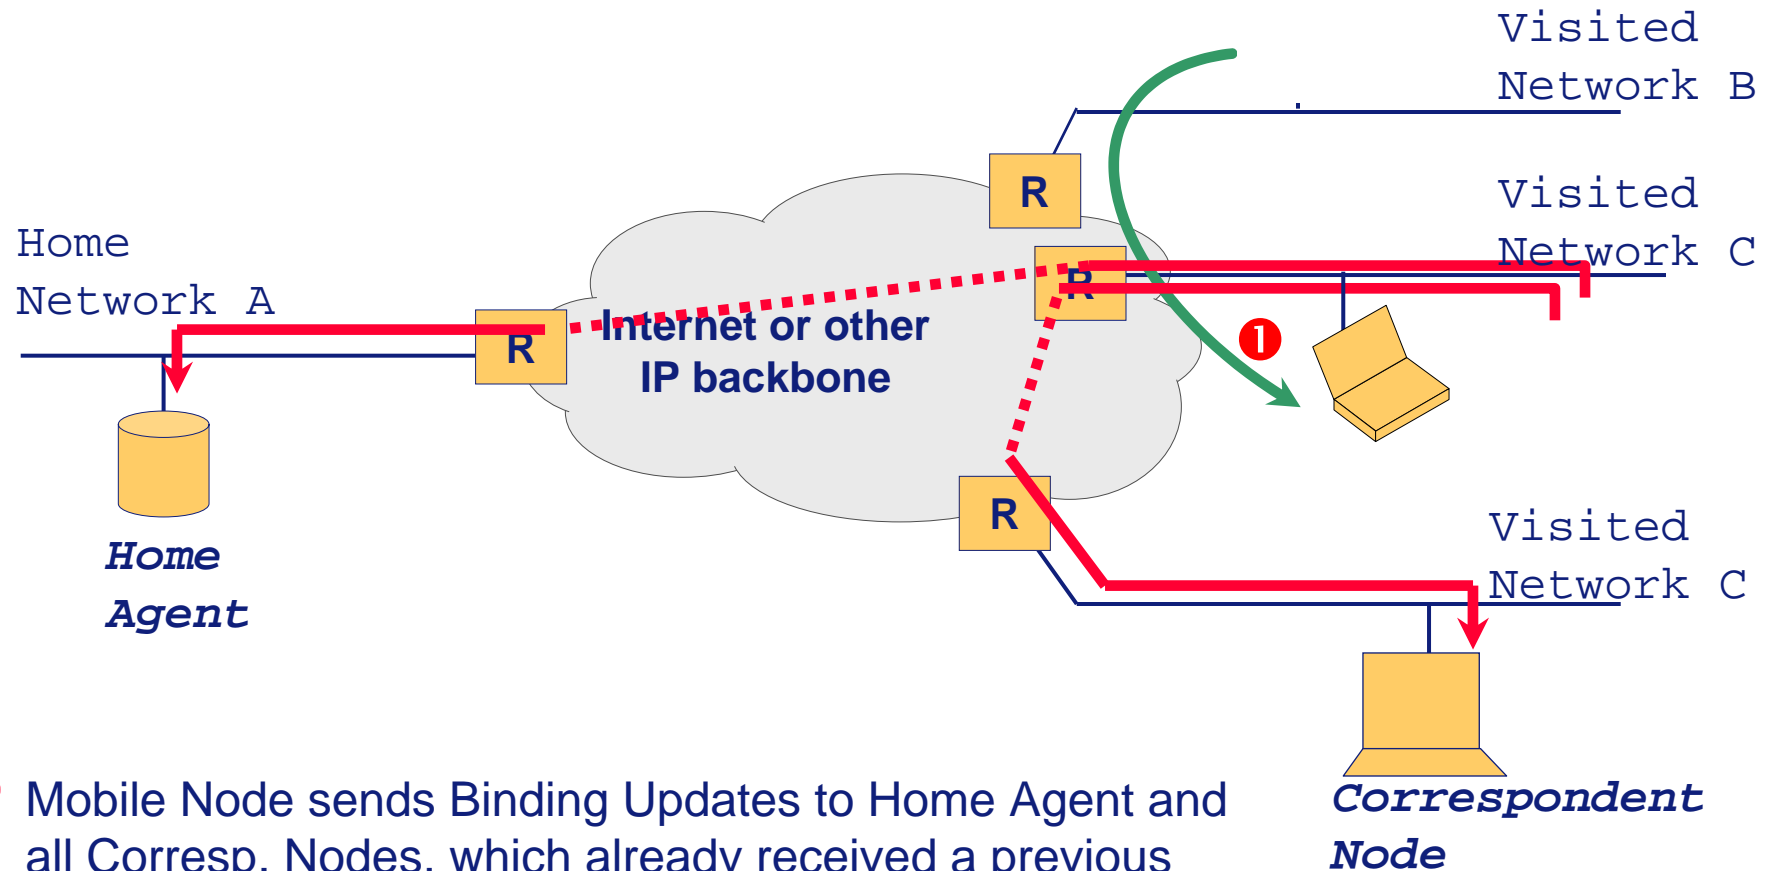 Visited
Network B
R
Visited
Network C
Home
Network A
R
R
Internet or other
IP backbone
1
R
Visited
Network C
Home
Agent
Mobile Node sends Binding Updates to Home Agent and
all Corresp. Nodes, which already received a previous
Correspondent
Node